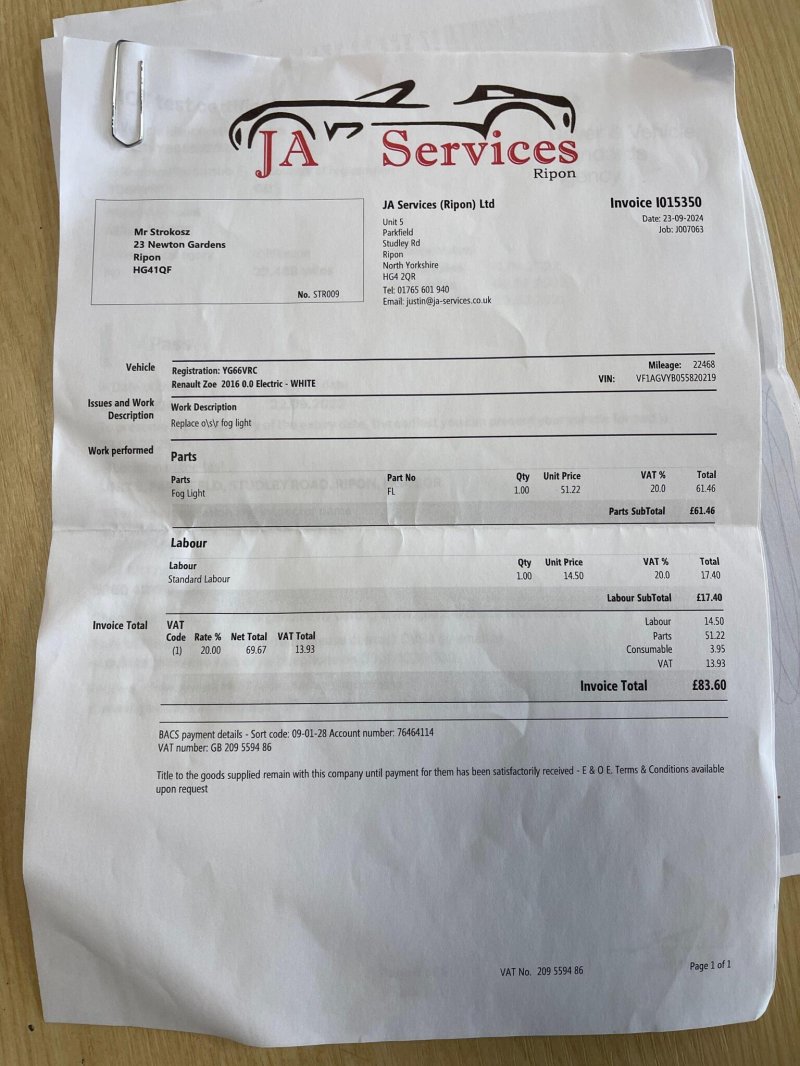 JA Services
Ripon
Mr Strokosz
23 Newton Gardens
Ripon
HG41QF
No. STR009
JA Services (Ripon) Ltd
Unit 5
Parkfield
Studley Rd
Ripon
North Yorkshire
HG4 2QR
Tel: 01765 601 940
Email: justin@ja-services.co.uk
Invoice I015350
Date: 23-09-2024
Job: J007063
Vehicle
Registration: YG66VRC
Renault Zoe 2016 0.0 Electric - WHITE
Mileage: 22468
VIN: VF1AGVYB055820219
Issues and Work Description
Work Description
Replace o\s\r fog light
Work performed
Parts
Parts Part No Qty Unit Price VAT % Total
Fog Light FL 1.00 51.22 20.0 61.46
Parts SubTotal £61.46
Labour
Labour Qty Unit Price VAT % Total
Standard Labour 1.00 14.50 20.0 17.40
Labour SubTotal £17.40
Invoice Total
VAT
Code Rate % Net Total VAT Total
(1) 20.00 69.67 13.93
Labour 14.50
Parts 51.22
Consumable 3.95
VAT 13.93
Invoice Total £83.60
BACS payment details - Sort code: 09-01-28 Account number: 76464114
VAT number: GB 209 5594 86
Title to the goods supplied remain with this company until payment for them has been satisfactorily received - E & O E. Terms & Conditions available
upon request
VAT No. 209 5594 86
Page 1 of 1